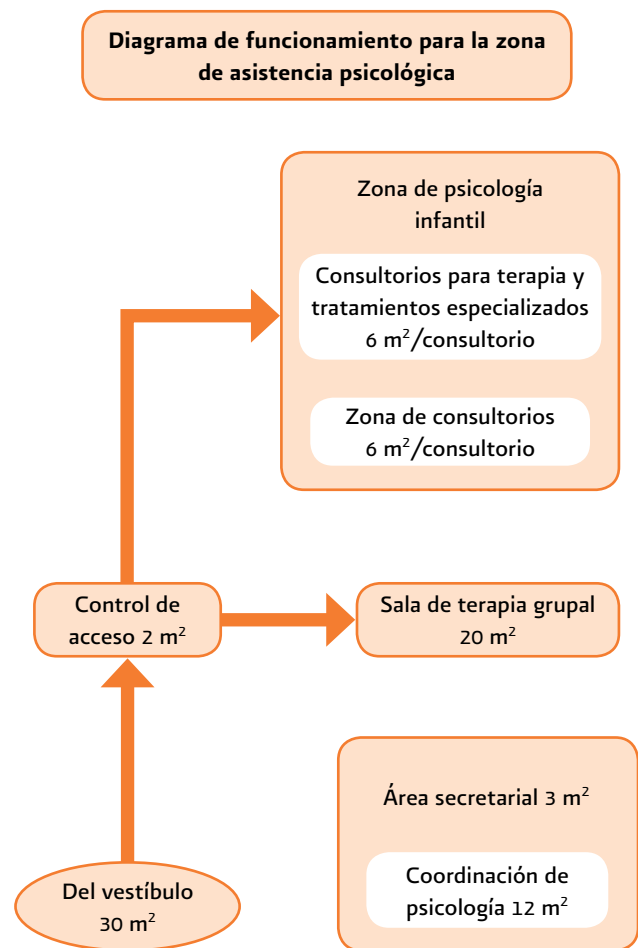 Diagrama de funcionamiento para la zona
de asistencia psicológica
Zona de psicología
infantil
Consultorios para terapia y
tratamientos especializados
6 m²/consultorio
Zona de consultorios
6 m²/consultorio
Control de
acceso 2 m²
Sala de terapia grupal
20 m²
Área secretarial 3 m²
Coordinación de
psicología 12 m²
Del vestíbulo
30 m²